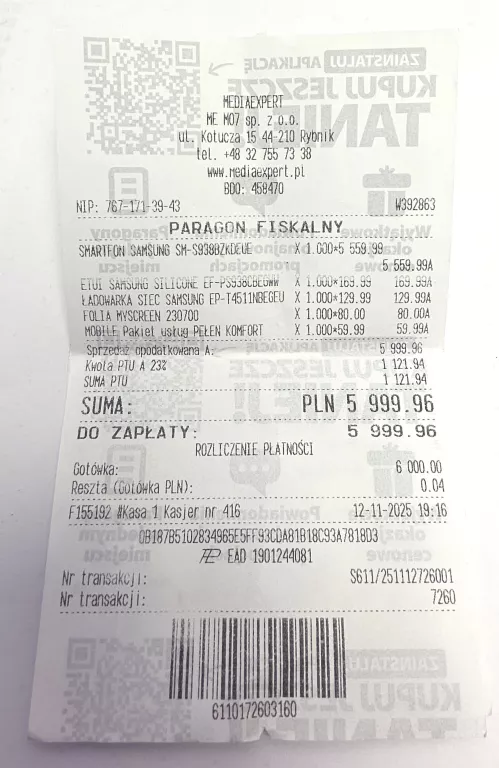 MEDIAEXPERT
ME M07 sp. z o.o.
ul. Kotucza 15 44-210 Rybnik
tel. +48 32 755 73 38
www.mediaexpert.pl
BDO: 458470
NIP: 767-171-39-43 W392863
PARAGON FISKALNY
SMARTFON SAMSUNG SM-S938BZKDEUE X 1.000*5 559.99
5 559.99A
ETUI SAMSUNG SILICONE EF-PS938CBEGWW X 1.000*169.99 169.99A
ŁADOWARKA SIEC SAMSUNG EP-T4511NBEGEU X 1.000*129.99 129.99A
FOLIA MYSCREEN 230700 X 1.000*80.00 80.00A
MOBILE Pakiet usług PEŁEN KOMFORT X 1.000*59.99 59.99A
Sprzedaż opodatkowana A: 5 999.96
Kwota PTU A 23% 1 121.94
SUMA PTU 1 121.94
SUMA: PLN 5 999.96
DO ZAPŁATY: 5 999.96
ROZLICZENIE PŁATNOŚCI
Gotówka: 6 000.00
Reszta (Gotówka PLN): 0.04
F155192 #Kasa 1 Kasjer nr 416 12-11-2025 19:16
0B187B5102834965E5FF93CDA81B18C93A7818D3
EAD 1901244081
Nr transakcji: S611/251112726001
Nr transakcji: 7260
6110172603160
ZAINSTALUJ APLIKACJĘ
KUPUJ JESZCZE
TANIEJ!